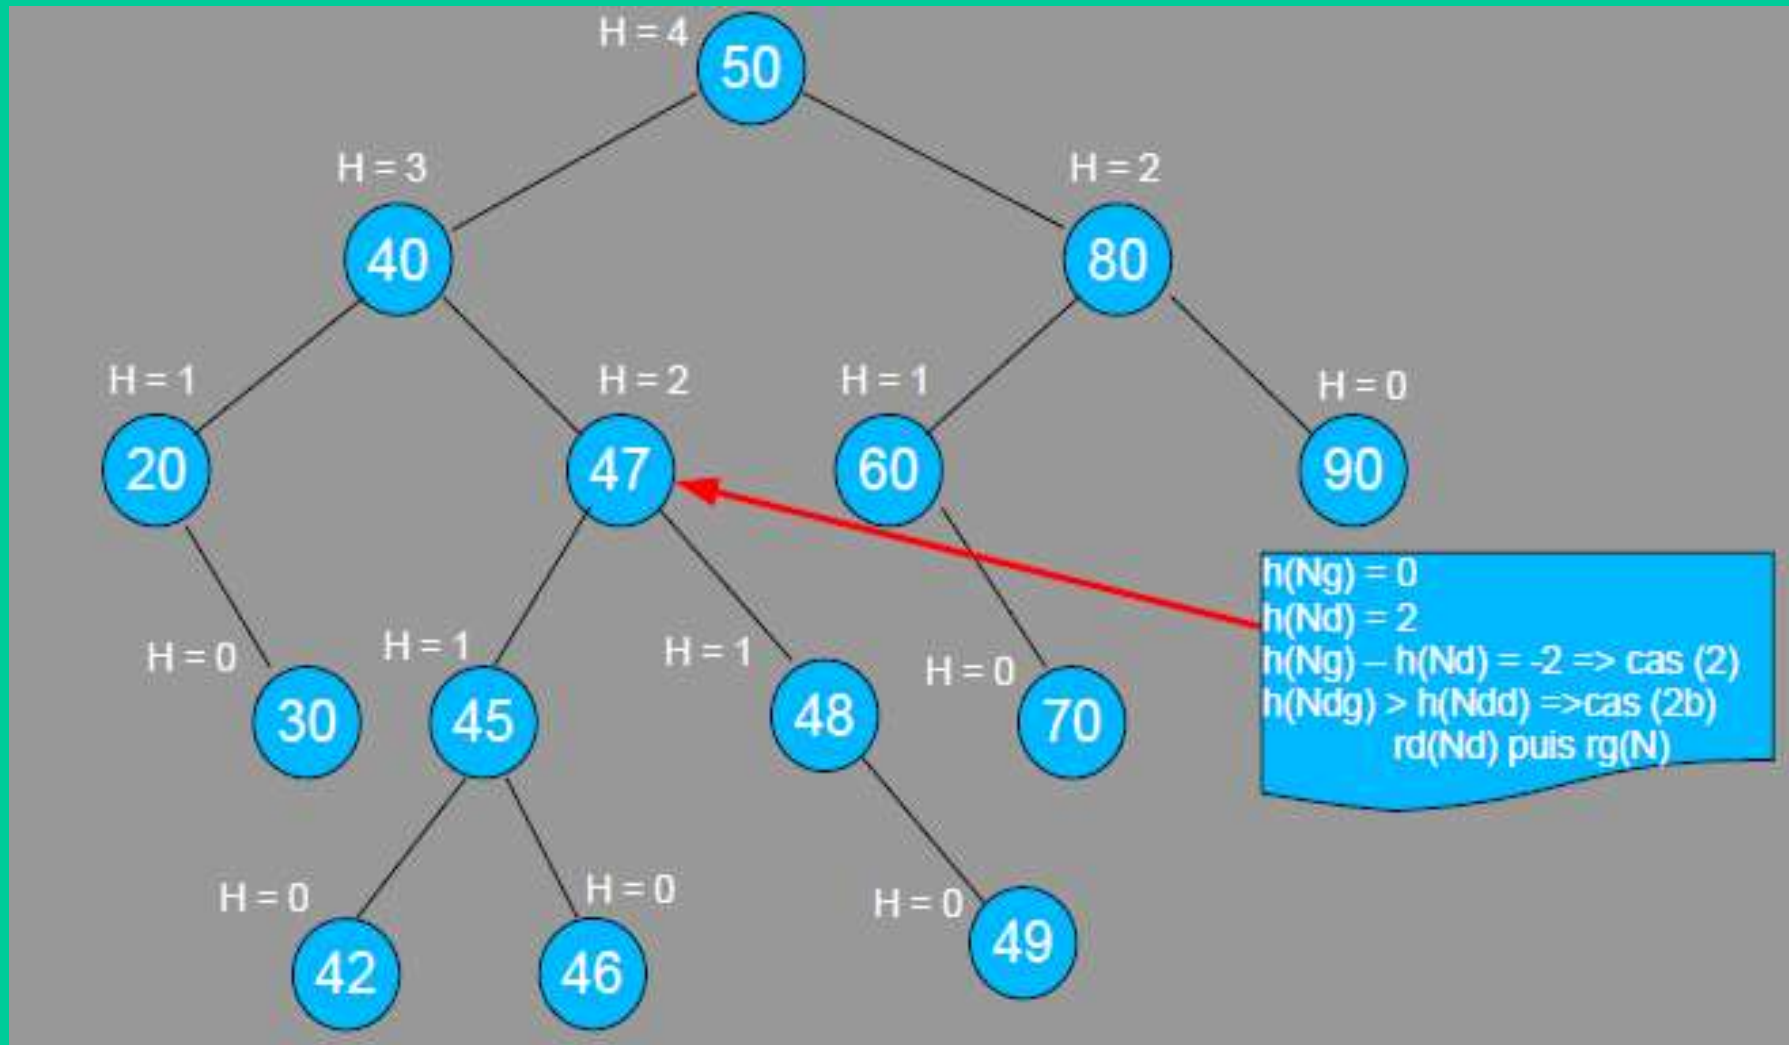 H = 4
50
H = 3
H = 2
40
80
H = 1
H = 2
H = 1
H = 0
20
47
60
90
h(Ng) = 0
h(Nd) = 2
h(Ng) – h(Nd) = -2 => cas (2)
h(Ndg) > h(Ndd) =>cas (2b)
rd(Nd) puis rg(N)
H = 0
H = 1
H = 1
H = 0
30
45
48
70
H = 0
H = 0
H = 0
42
46
49